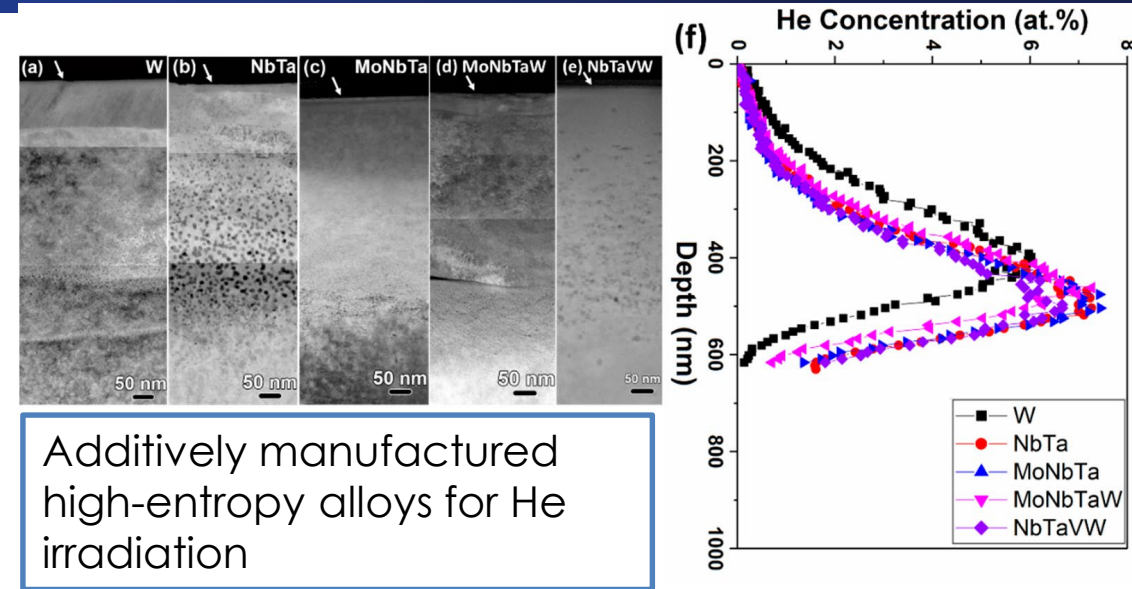 (a) W (b) NbTa (c) MoNbTa (d) MoNbTaW (e) NbTaVW
50 nm 50 nm 50 nm 50 nm 50 nm
Additively manufactured
high-entropy alloys for He
irradiation
(f)
He Concentration (at.%)
0 2 4 6 8
0
200
400
600
800
1000
Depth (nm)
W
NbTa
MoNbTa
MoNbTaW
NbTaVW